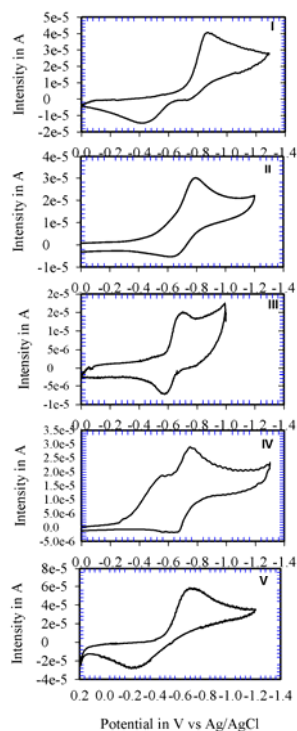 I
5e-5
4e-5
3e-5
2e-5
1e-5
0
-1e-5
-2e-5
Intensity in A
0.0 -0.2 -0.4 -0.6 -0.8 -1.0 -1.2 -1.4
II
4e-5
3e-5
2e-5
1e-5
0
-1e-5
Intensity in A
0.0 -0.2 -0.4 -0.6 -0.8 -1.0 -1.2 -1.4
III
2e-5
2e-5
1e-5
5e-6
0
-5e-6
-1e-5
Intensity in A
0.0 -0.2 -0.4 -0.6 -0.8 -1.0 -1.2 -1.4
IV
3.5e-5
3.0e-5
2.5e-5
2.0e-5
1.5e-5
1.0e-5
5.0e-6
0.0
-5.0e-6
Intensity in A
0.0 -0.2 -0.4 -0.6 -0.8 -1.0 -1.2 -1.4
V
8e-5
6e-5
4e-5
2e-5
0
-2e-5
-4e-5
Intensity in A
0.2 0.0 -0.2 -0.4 -0.6 -0.8 -1.0 -1.2 -1.4
Potential in V vs Ag/AgCl